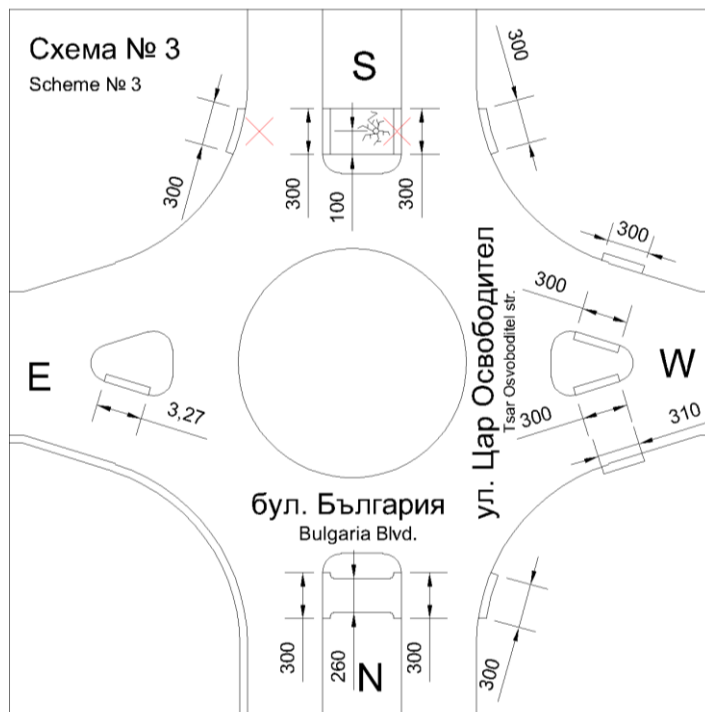 Схема № 3
Scheme № 3
S
300
300
300
100
300
300
300
300
ул. Цар Освободител
Tsar Osvoboditel str.
E
W
3,27
300
310
бул. България
Bulgaria Blvd.
300
260
300
300
N